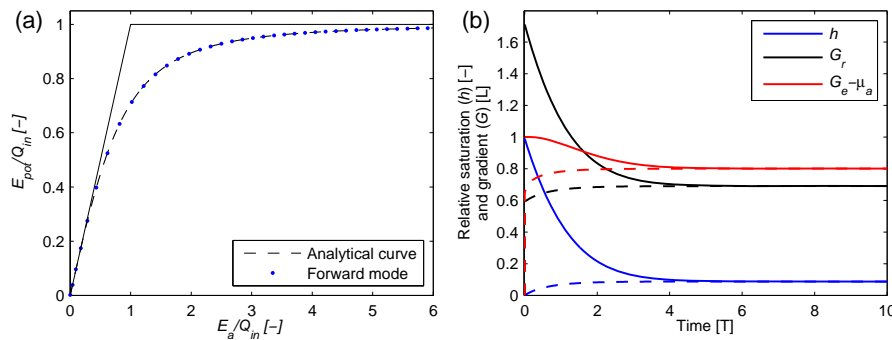 (a)
1
0.8
0.6
0.4
0.2
0
E_pot/Q_in [−]
0 1 2 3 4 5 6
E_a/Q_in [−]
Analytical curve
Forward mode
(b)
1.6
1.4
1.2
1
0.8
0.6
0.4
0.2
0
Relative saturation (h) [−]
and gradient (G) [L]
0 2 4 6 8 10
Time [T]
h
G_r
G_e−μ_a